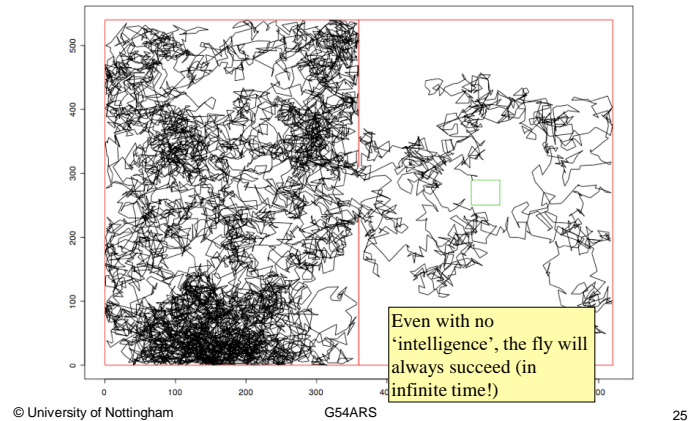 500
400
300
200
100
0
Even with no
'intelligence', the fly will
always succeed (in
infinite time!)
0 100 200 300
© University of Nottingham G54ARS 25